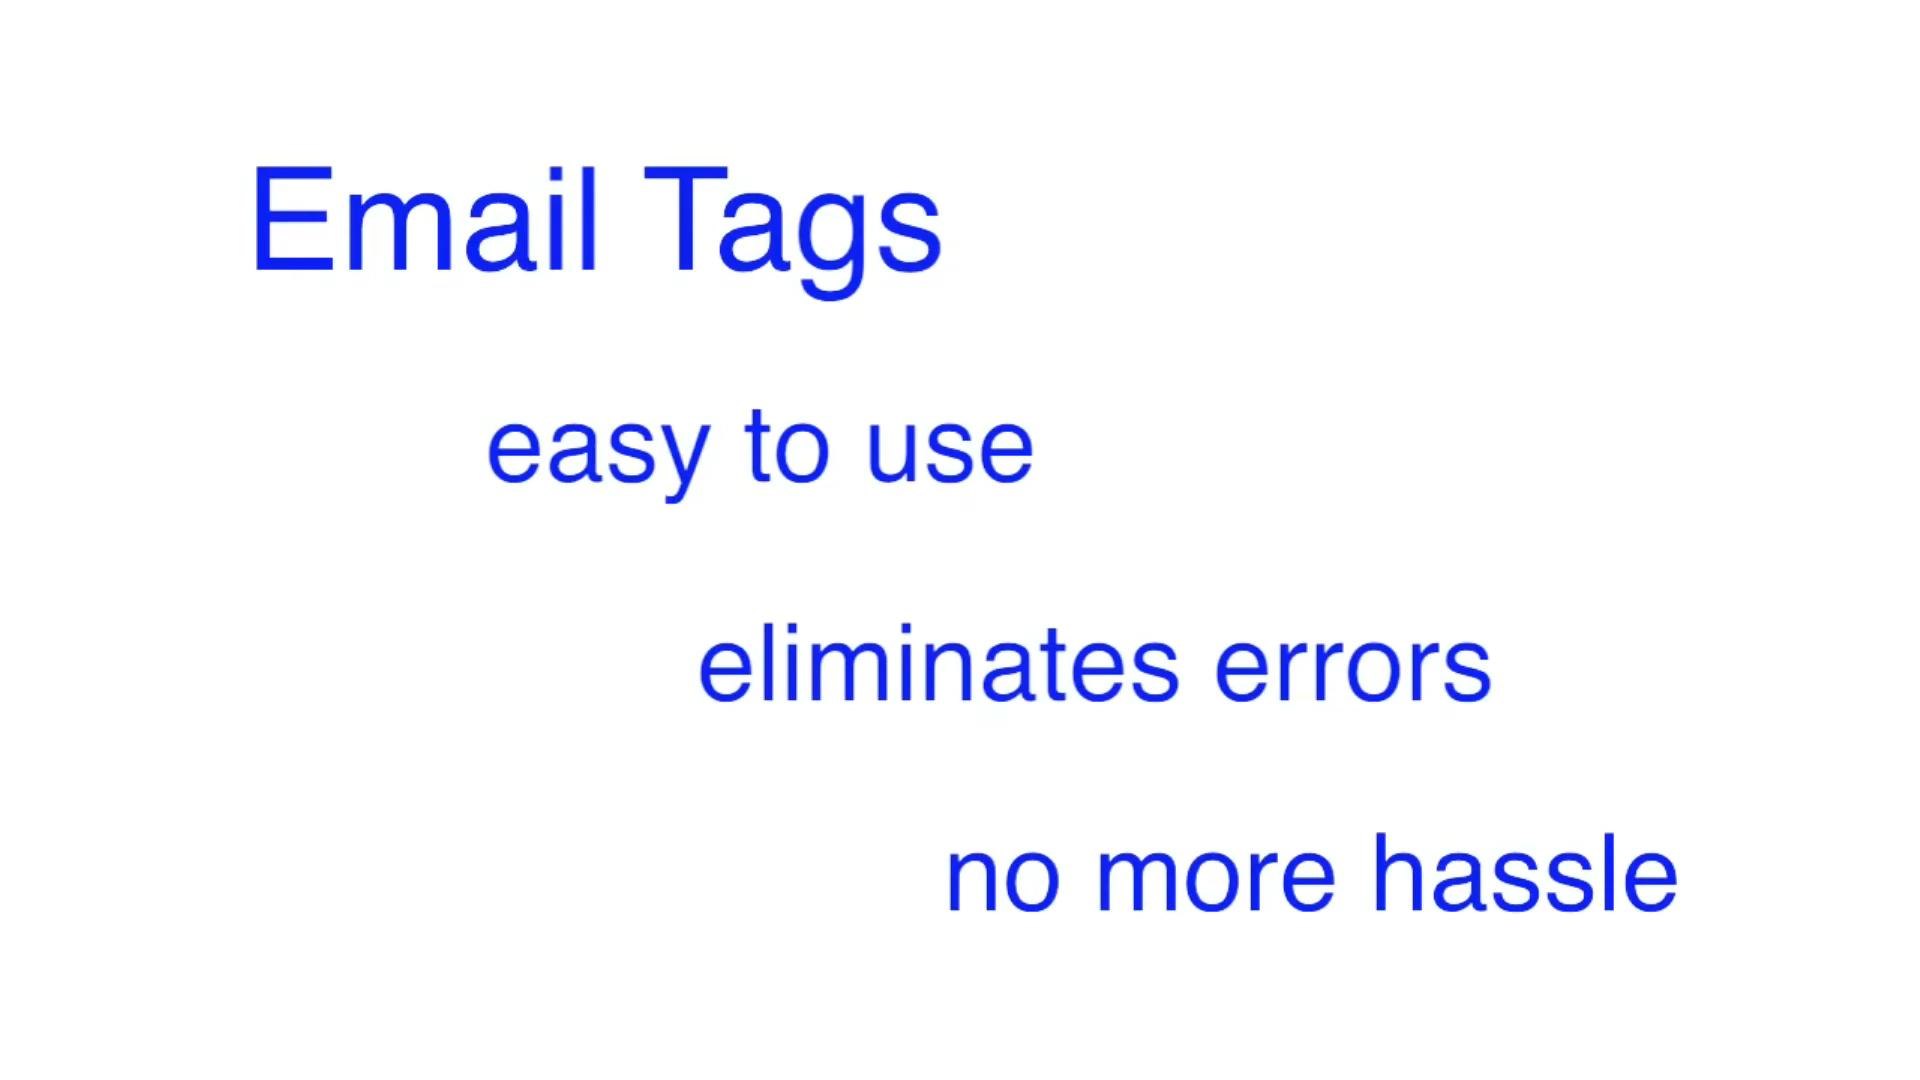 Email Tags
easy to use
eliminates errors
no more hassle